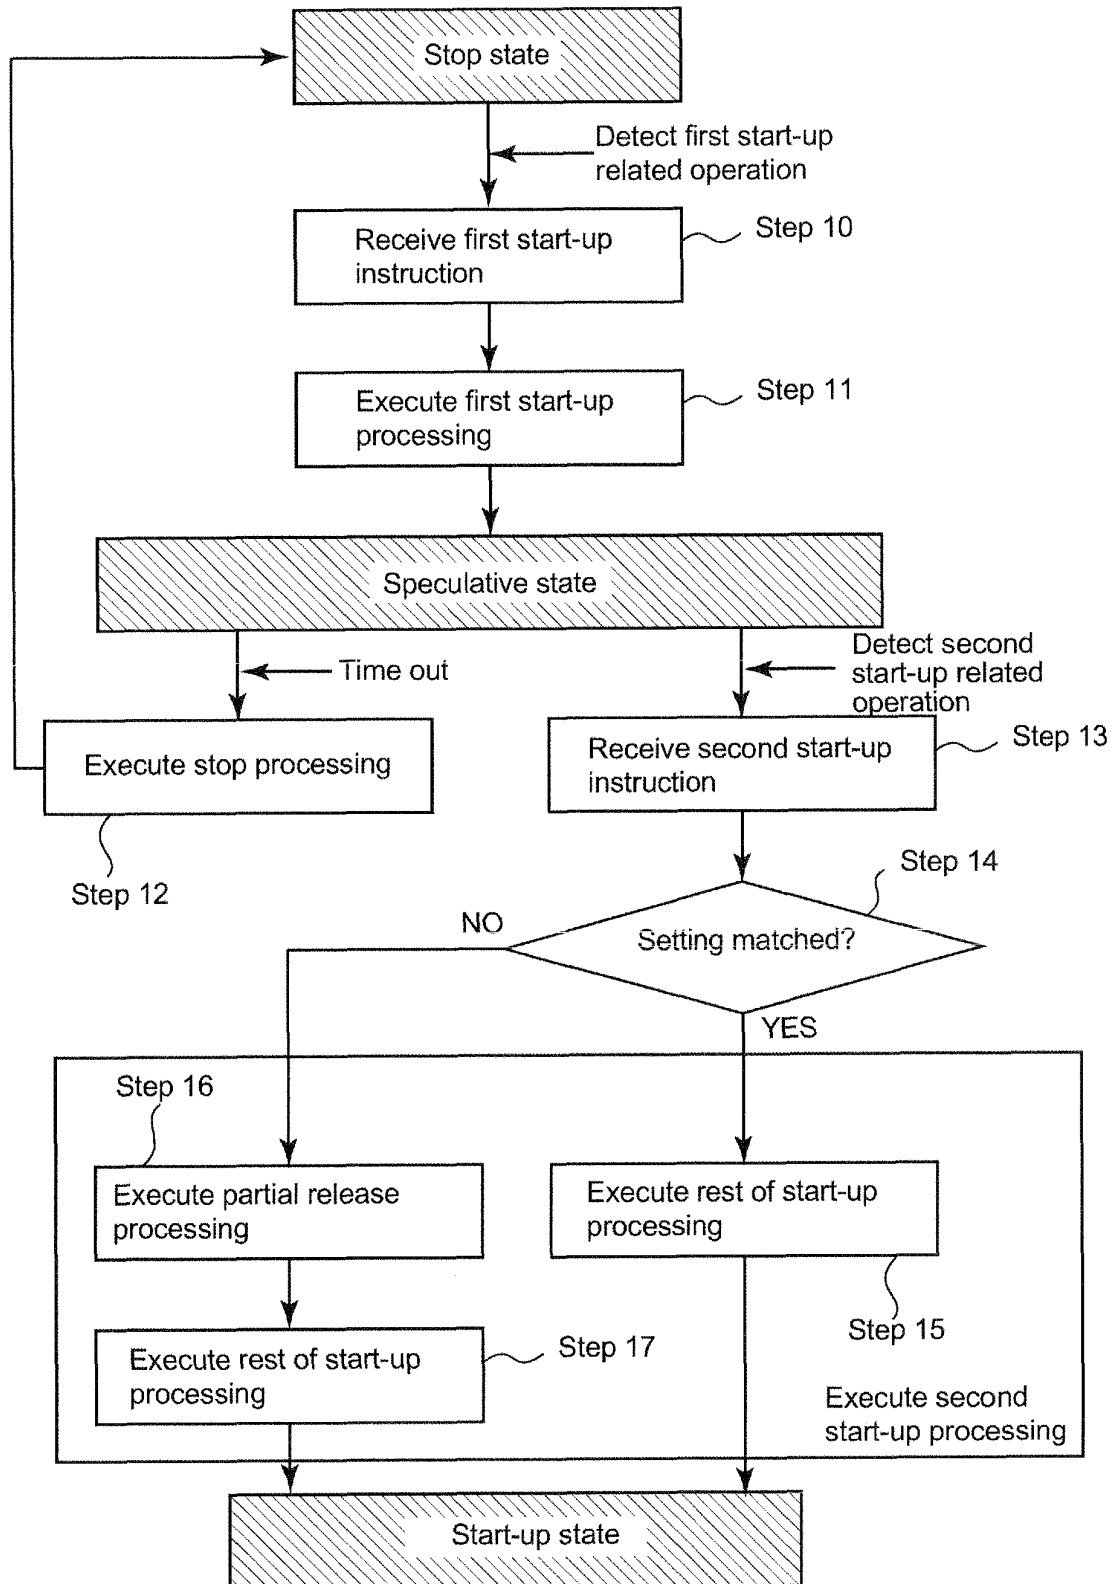 Stop state
Detect first start-up
related operation
Receive first start-up
instruction
Step 10
Execute first start-up
processing
Step 11
Speculative state
Time out
Detect second
start-up related
operation
Execute stop processing
Step 12
Receive second start-up
instruction
Step 13
Step 14
Setting matched?
NO
YES
Step 16
Execute partial release
processing
Execute rest of start-up
processing
Step 15
Execute rest of start-up
processing
Step 17
Execute second
start-up processing
Start-up state